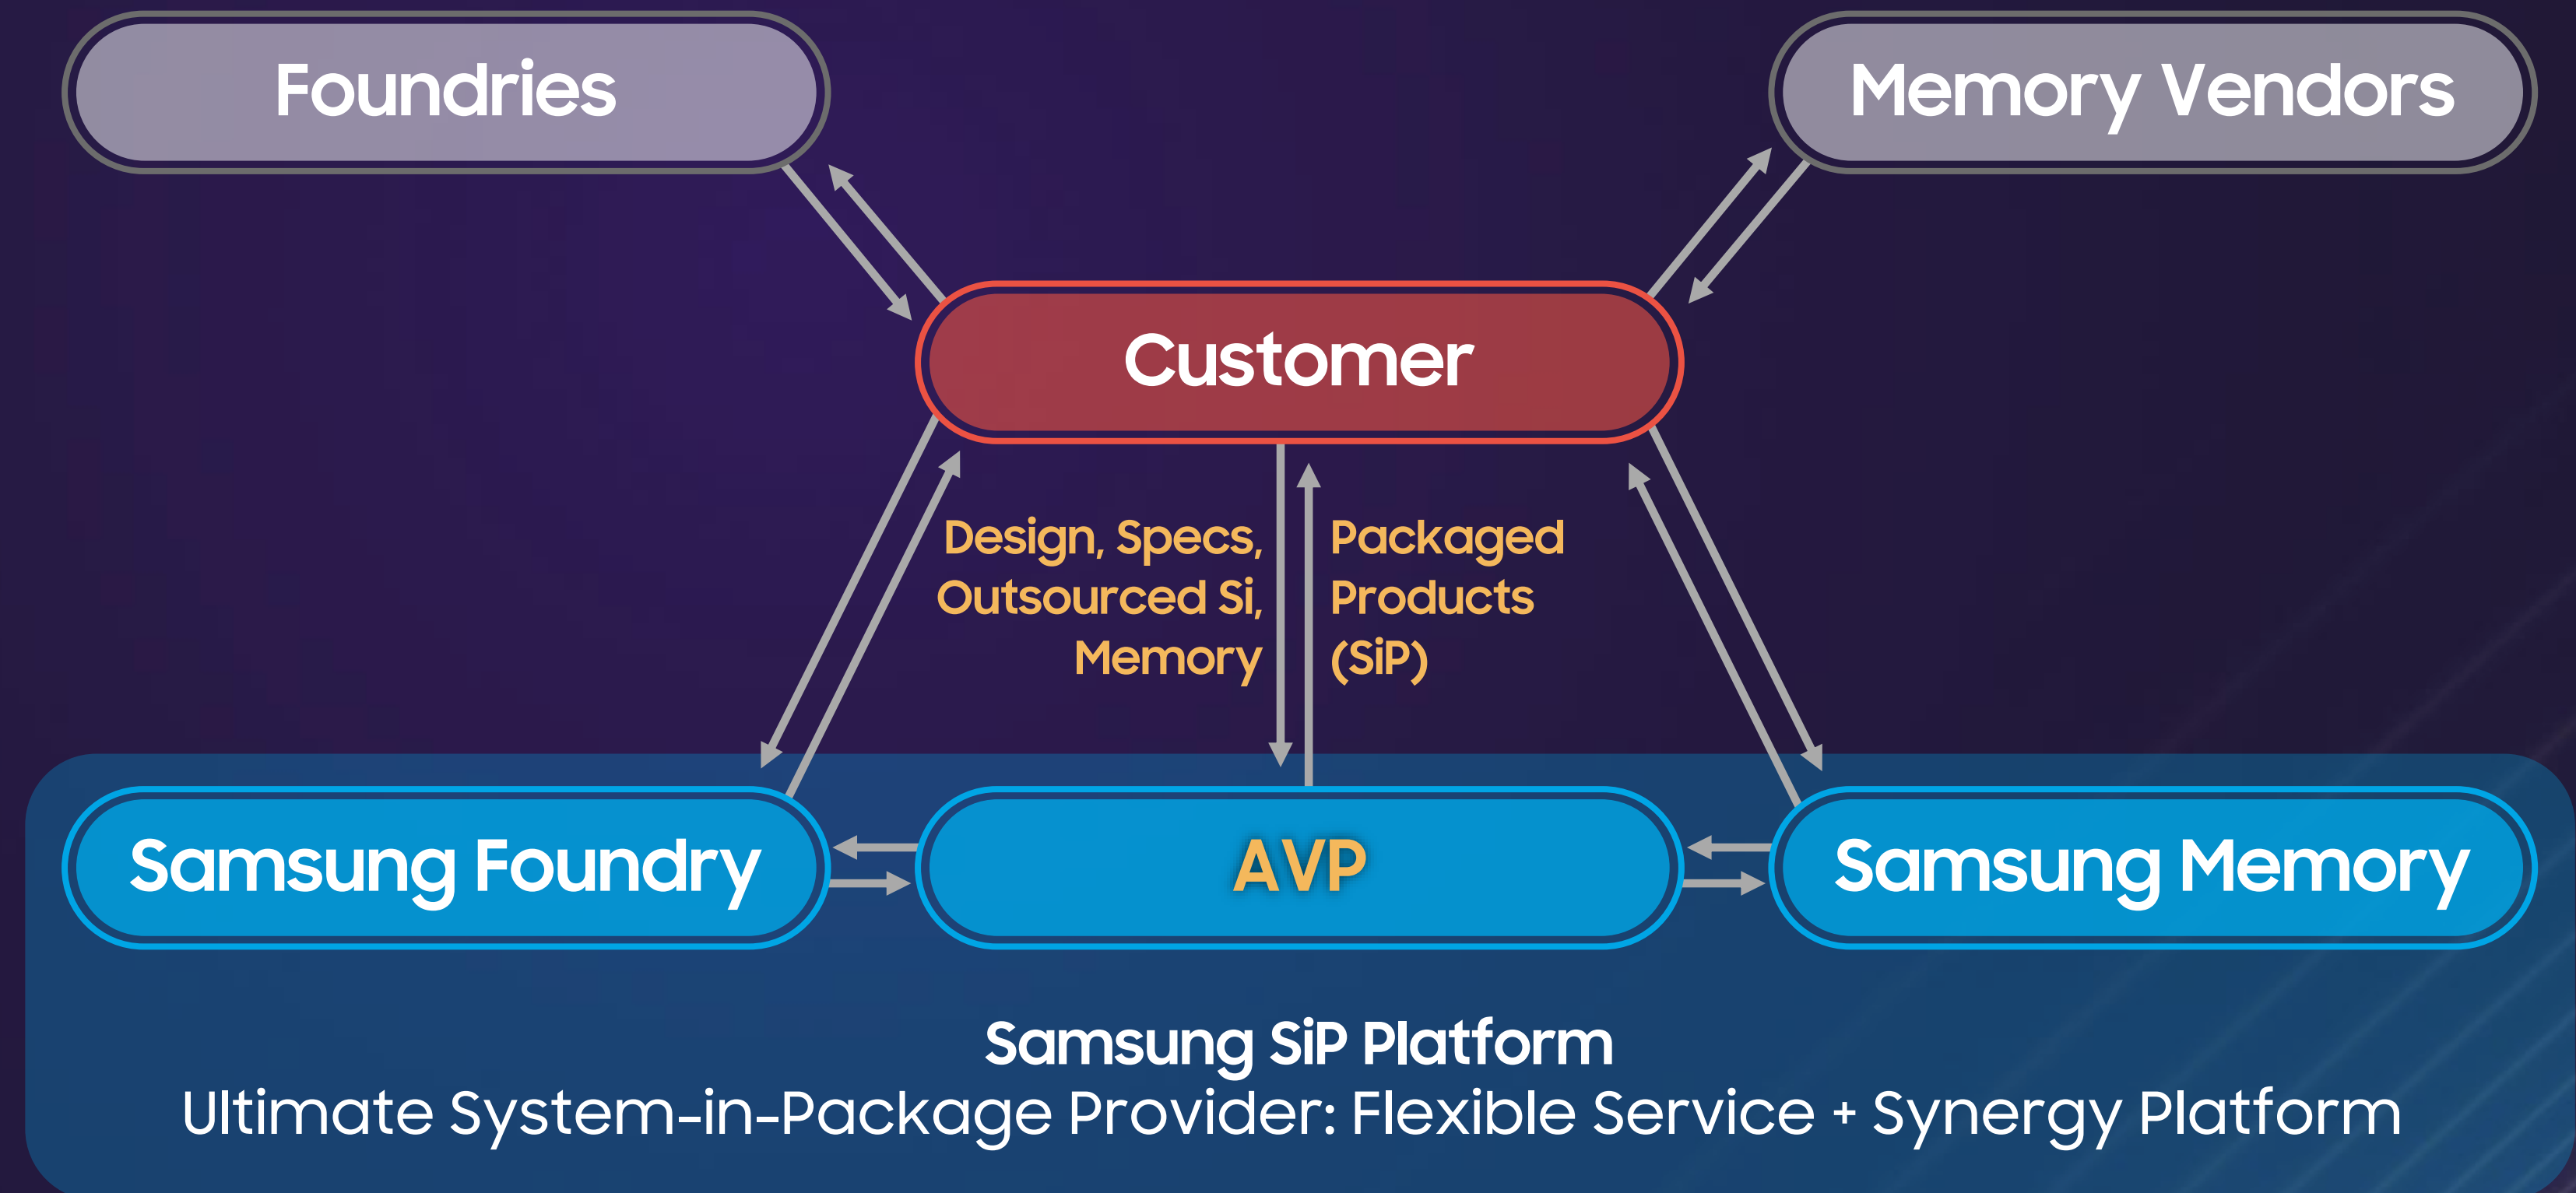 Foundries
Memory Vendors
Customer
Design, Specs,
Outsourced Si,
Memory
Packaged
Products
(SiP)
Samsung Foundry
AVP
Samsung Memory
Samsung SiP Platform
Ultimate System-in-Package Provider: Flexible Service + Synergy Platform